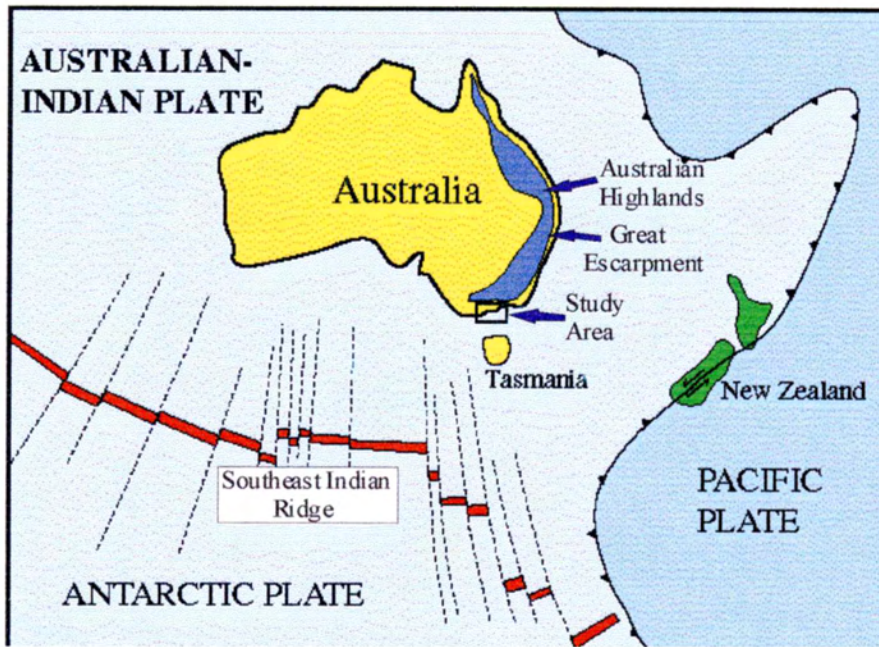 AUSTRALIAN-
INDIAN PLATE
Australia
Australian
Highlands
Great
Escarpment
Study
Area
Tasmania
New Zealand
Southeast Indian
Ridge
PACIFIC
PLATE
ANTARCTIC PLATE